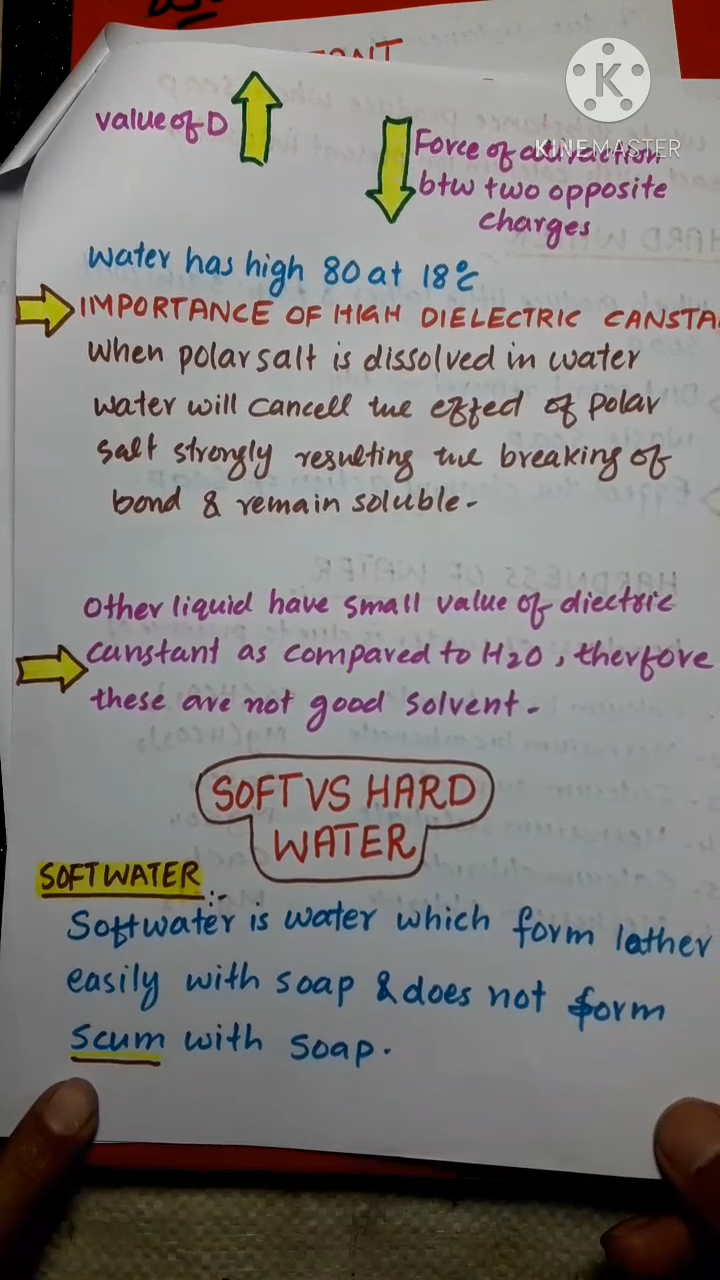 value of D
Force of attraction
btw two opposite
charges
water has high 80 at 18°C
IMPORTANCE OF HIGH DIELECTRIC CANSTA
when polar salt is dissolved in water
water will cancell the effect of Polar
salt strongly resulting the breaking of
bond & remain soluble.
Other liquid have small value of diectric
canstant as compared to H2O, therfore
these are not good solvent.
SOFT VS HARD
WATER
SOFTWATER :-
Softwater is water which form lather
easily with soap & does not form
scum with soap.
K
KINEMASTER